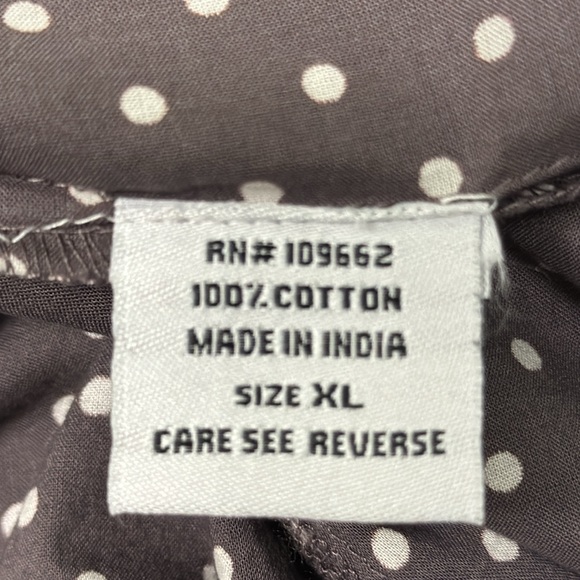 RN# 109662
100% COTTON
MADE IN INDIA
SIZE XL
CARE SEE REVERSE